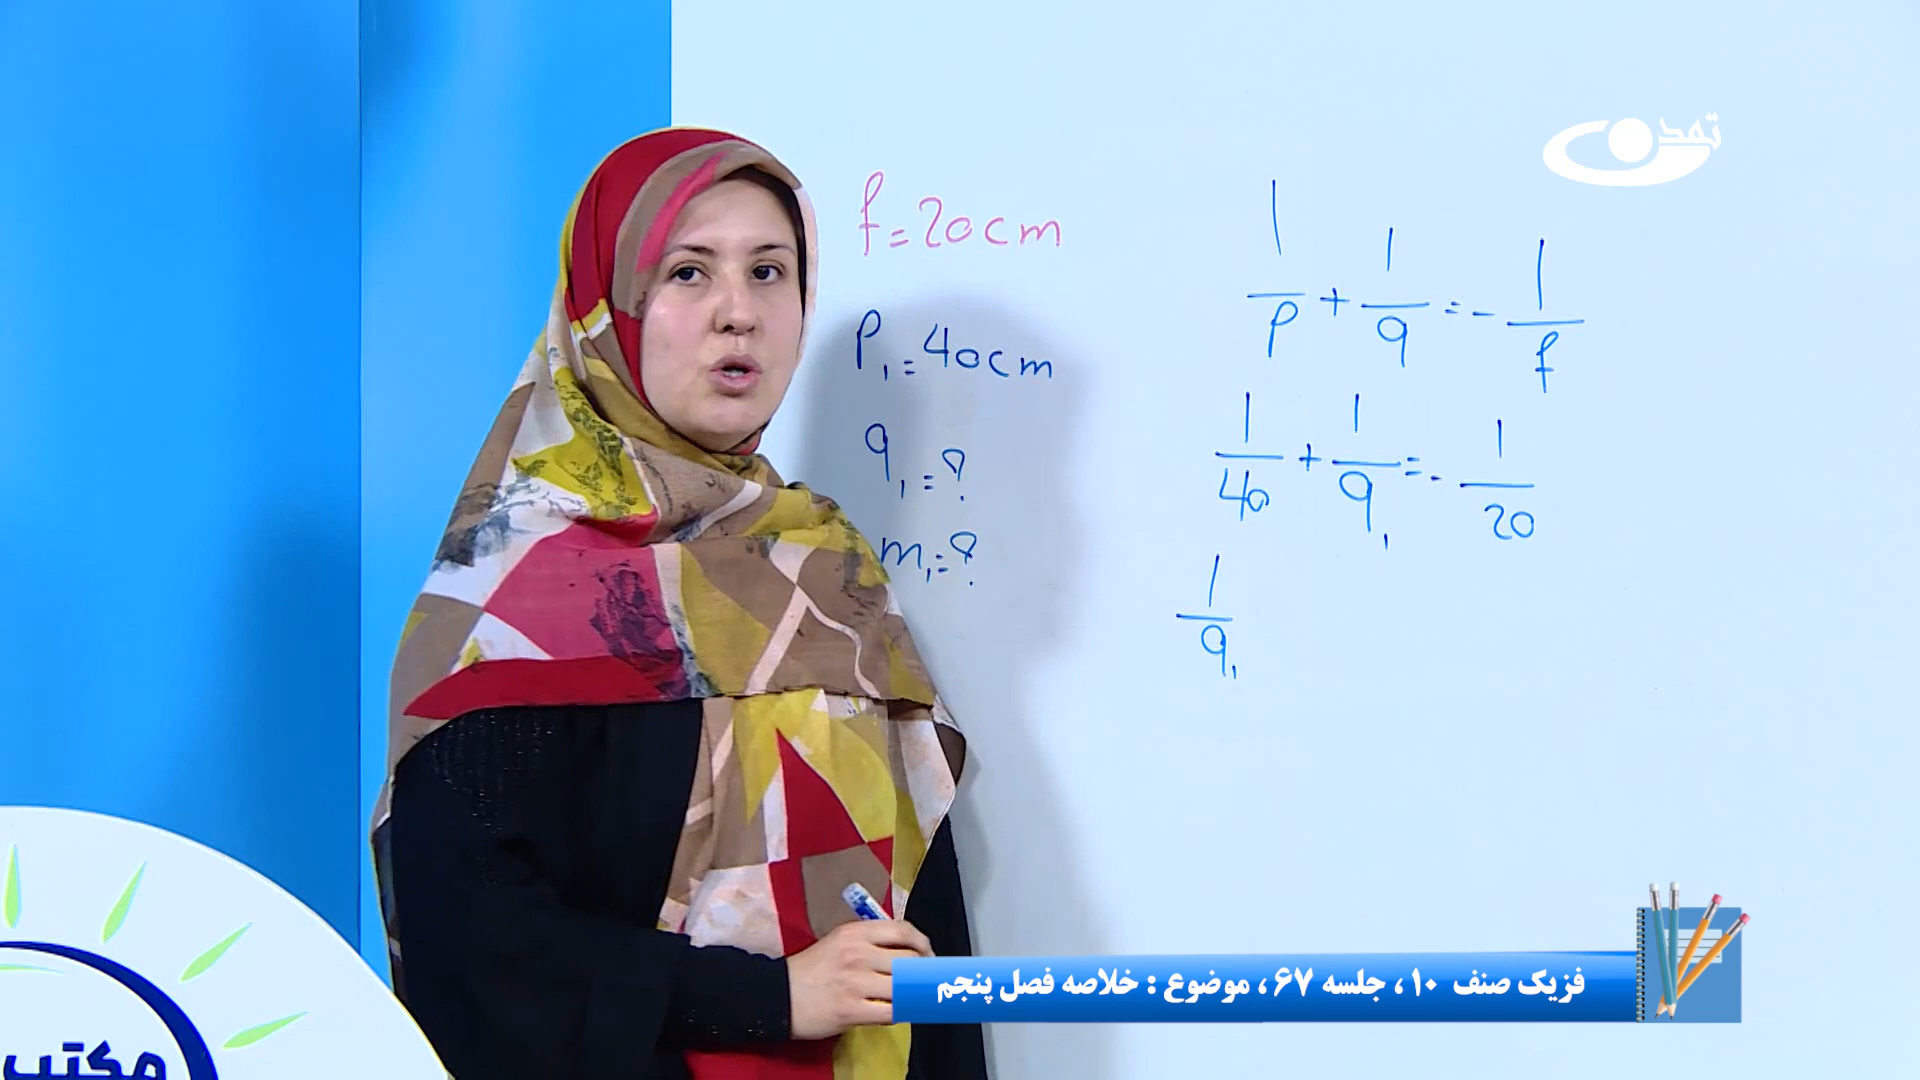 تمدن
f = 20cm
P₁ = 40cm
q₁ = ?
m₁ = ?
1/P + 1/q = - 1/f
1/40 + 1/q₁ = - 1/20
1/q₁
فزیک صنف ۱۰ ، جلسه ۶۷ ، موضوع : خلاصه فصل پنجم
مکتب